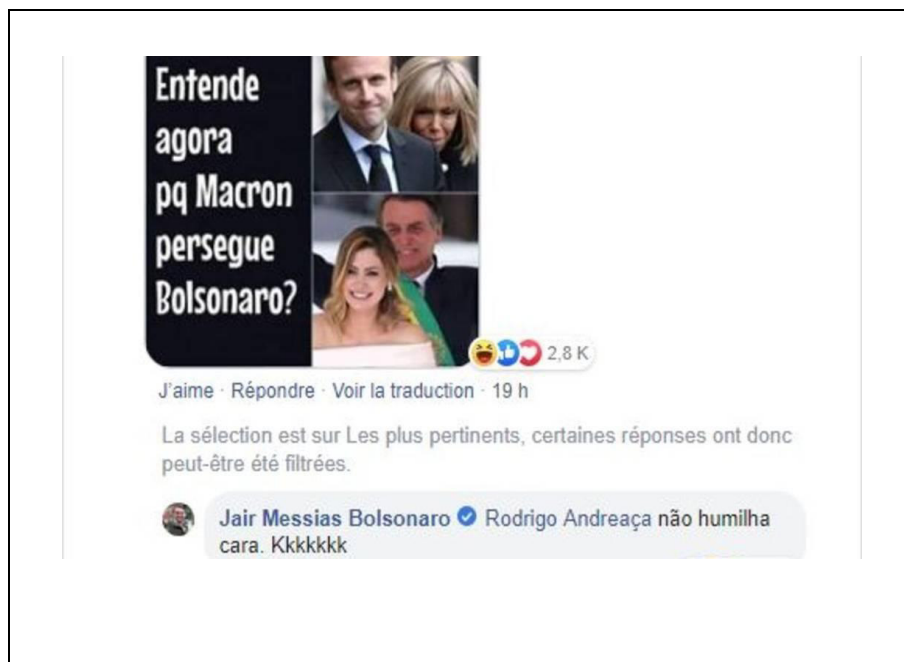 Entende
agora
pq Macron
persegue
Bolsonaro?
2,8 K
J'aime · Répondre · Voir la traduction · 19 h
La sélection est sur Les plus pertinents, certaines réponses ont donc
peut-être été filtrées.
Jair Messias Bolsonaro Rodrigo Andreaça não humilha
cara. Kkkkkkk